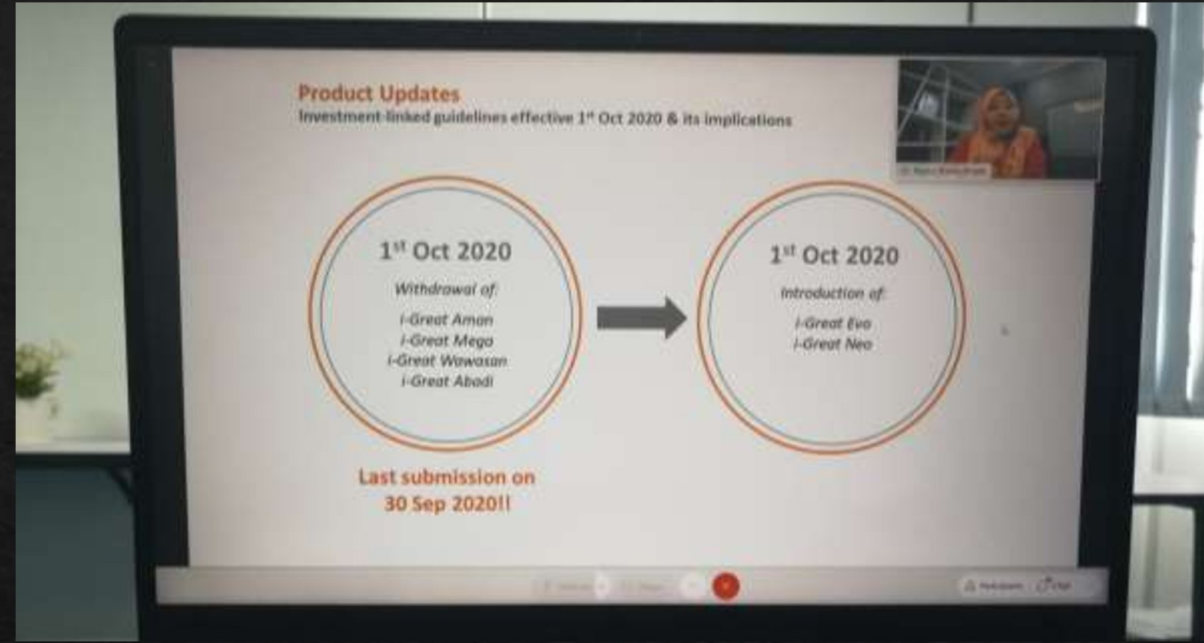 Product Updates
Investment-linked guidelines effective 1st Oct 2020 & its implications
1st Oct 2020
Withdrawal of:
i-Great Aman
i-Great Mega
i-Great Wawasan
i-Great Abadi
Last submission on
30 Sep 2020!!
1st Oct 2020
Introduction of:
i-Great Evo
i-Great Neo
Participants
Chat